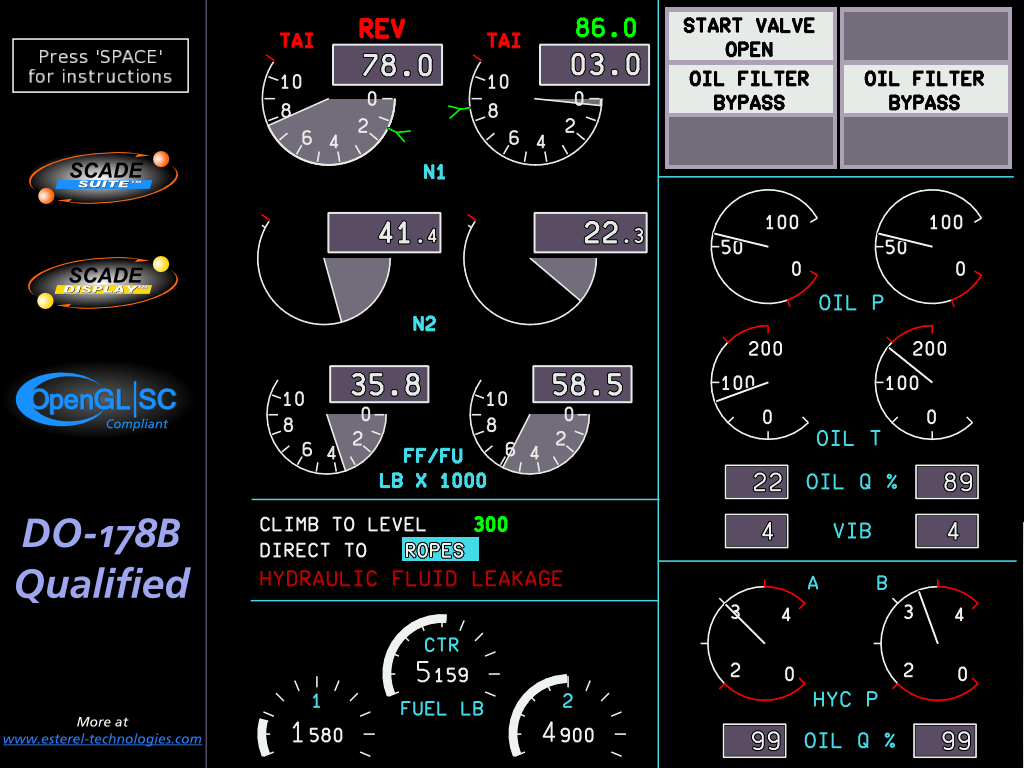 Press 'SPACE'
for instructions
SCADE
SUITE™
SCADE
DISPLAY™
OpenGL|SC
Compliant
DO-178B
Qualified
More at
www.esterel-technologies.com
TAI REV TAI 86.0
78.0 03.0
10 8 6 4 2 0
10 8 6 4 2 0
N1
41.4 22.3
N2
35.8 58.5
10 8 6 4 2 0
10 8 6 4 2 0
FF/FU
LB X 1000
CLIMB TO LEVEL 300
DIRECT TO ROPES
HYDRAULIC FLUID LEAKAGE
CTR
5159
FUEL LB
1
1580
2
4900
START VALVE
OPEN
OIL FILTER
BYPASS
OIL FILTER
BYPASS
100 50 0
100 50 0
OIL P
200 100 0
200 100 0
OIL T
22 OIL Q % 89
4 VIB 4
A B
3 4 2 0
3 4 2 0
HYC P
99 OIL Q % 99